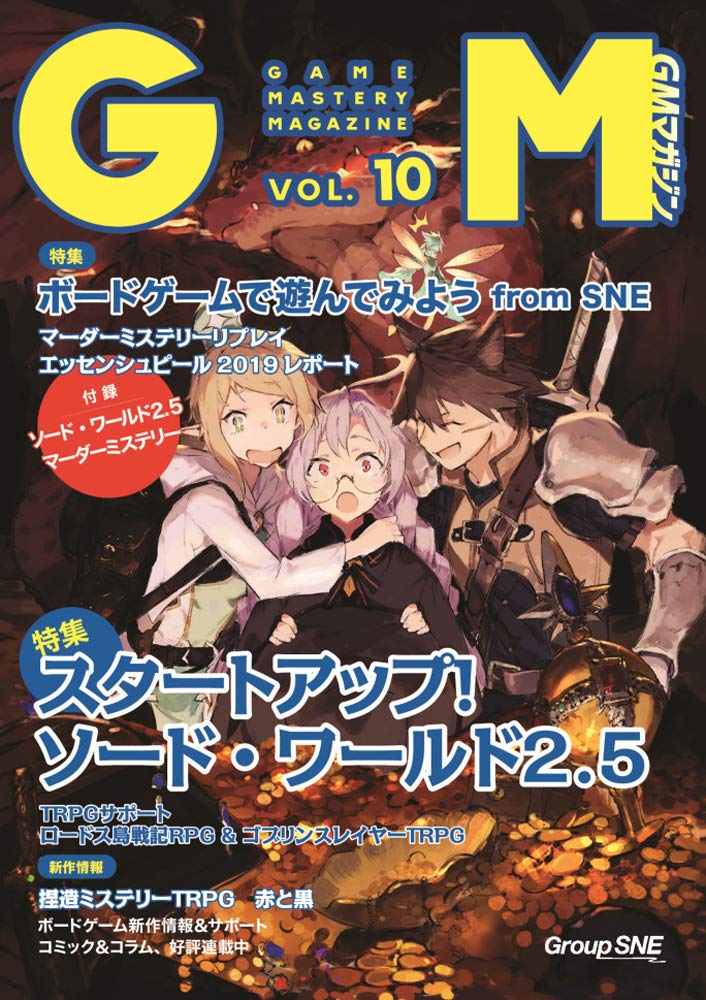 GM
GAME
MASTERY
MAGAZINE
VOL. 10
GMマガジン
特集
ボードゲームで遊んでみよう from SNE
マーダーミステリーリプレイ
エッセンシュピール 2019 レポート
付録
ソード・ワールド2.5
マーダーミステリー
特集
スタートアップ!
ソード・ワールド2.5
TRPGサポート
ロードス島戦記RPG & ゴブリンスレイヤーTRPG
新作情報
捏造ミステリーTRPG 赤と黒
ボードゲーム新作情報&サポート
コミック&コラム、好評連載中
Group SNE